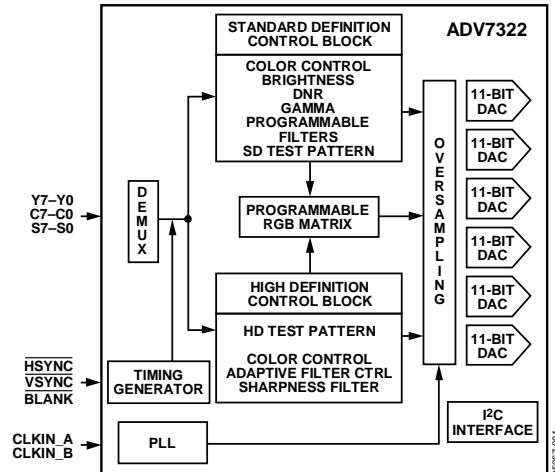 STANDARD DEFINITION
CONTROL BLOCK
ADV7322
COLOR CONTROL
BRIGHTNESS
DNR
GAMMA
PROGRAMMABLE
FILTERS
SD TEST PATTERN
Y7–Y0
C7–C0
S7–S0
DEMUX
PROGRAMMABLE
RGB MATRIX
OVERSAMPLING
11-BIT
DAC
11-BIT
DAC
11-BIT
DAC
11-BIT
DAC
11-BIT
DAC
11-BIT
DAC
HIGH DEFINITION
CONTROL BLOCK
HD TEST PATTERN
COLOR CONTROL
ADAPTIVE FILTER CTRL
SHARPNESS FILTER
HSYNC
VSYNC
BLANK
TIMING
GENERATOR
CLKIN_A
CLKIN_B
PLL
I²C
INTERFACE